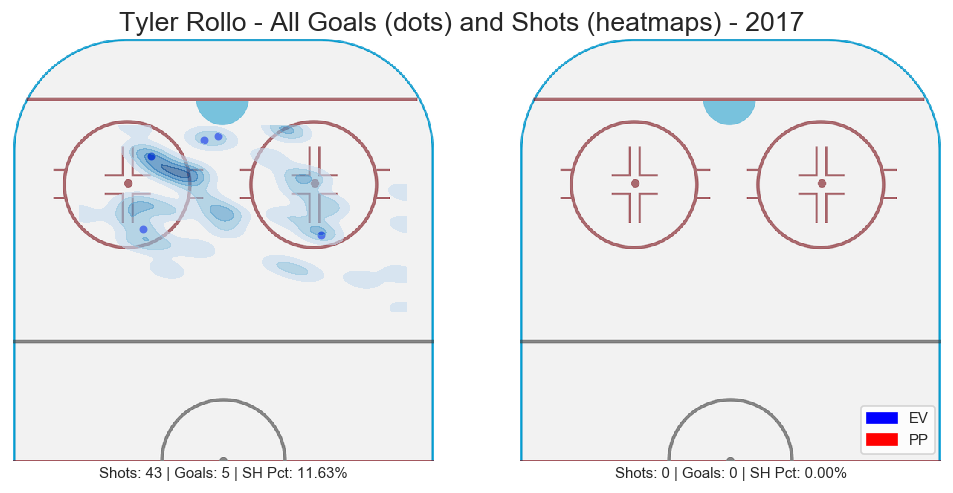 Tyler Rollo - All Goals (dots) and Shots (heatmaps) - 2017
EV
PP
Shots: 43 | Goals: 5 | SH Pct: 11.63%
Shots: 0 | Goals: 0 | SH Pct: 0.00%